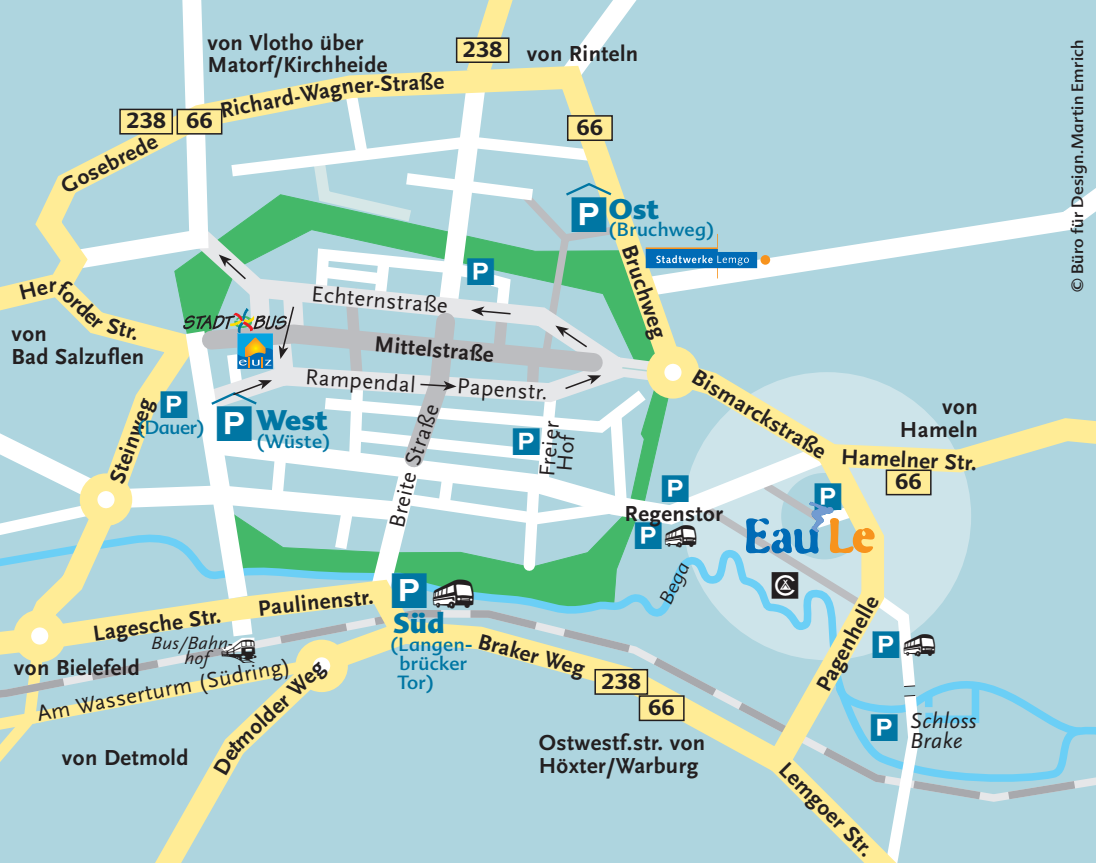 von Vlotho über
Matorf/Kirchheide
238
von Rinteln
© Büro für Design.Martin Emrich
Richard-Wagner-Straße
238
66
66
Gosebrede
P
Ost
(Bruchweg)
Bruchweg
Stadtwerke Lemgo
P
Herforder Str.
Echternstraße
STADT BUS
von
Bad Salzuflen
e|u|z
Mittelstraße
Rampendal
Papenstr.
Bismarckstraße
P
(Dauer)
P
West
(Wüste)
Steinweg
Breite Straße
P
Freier
Hof
von
Hameln
Hamelner Str.
66
P
Regenstor
P
P
Eau Le
Bega
C
P
Süd
(Langen-
brücker
Tor)
Paulinenstr.
Lagesche Str.
Bus/Bahn-
hof
von Bielefeld
Am Wasserturm (Südring)
Detmolder Weg
Braker Weg
238
66
Pagenhelle
P
P
Schloss
Brake
von Detmold
Ostwestf.str. von
Höxter/Warburg
Lemgoer Str.